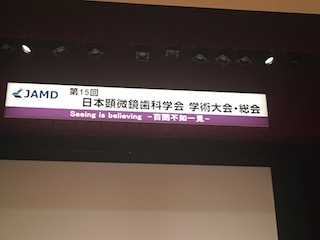 JAMD 第15回
日本顕微鏡歯科学会 学術大会・総会
Seeing is believing －百聞不如一見－